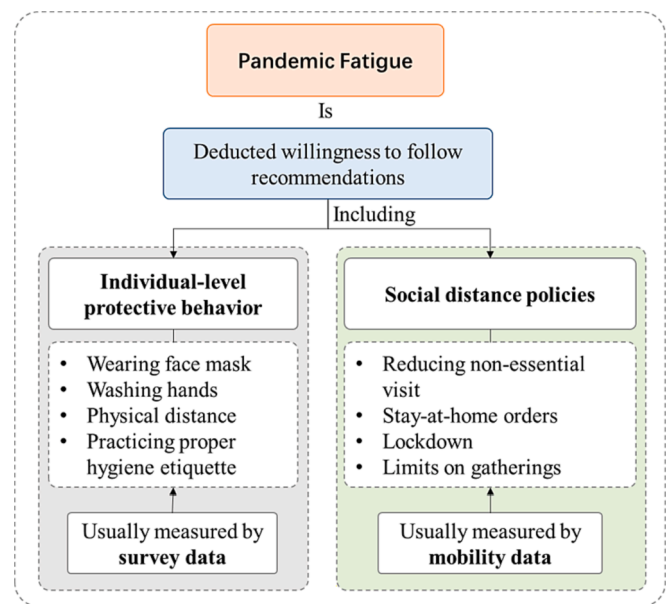 Pandemic Fatigue
Is
Deducted willingness to follow
recommendations
Including
Individual-level
protective behavior
• Wearing face mask
• Washing hands
• Physical distance
• Practicing proper
hygiene etiquette
Usually measured by
survey data
Social distance policies
• Reducing non-essential
visit
• Stay-at-home orders
• Lockdown
• Limits on gatherings
Usually measured by
mobility data